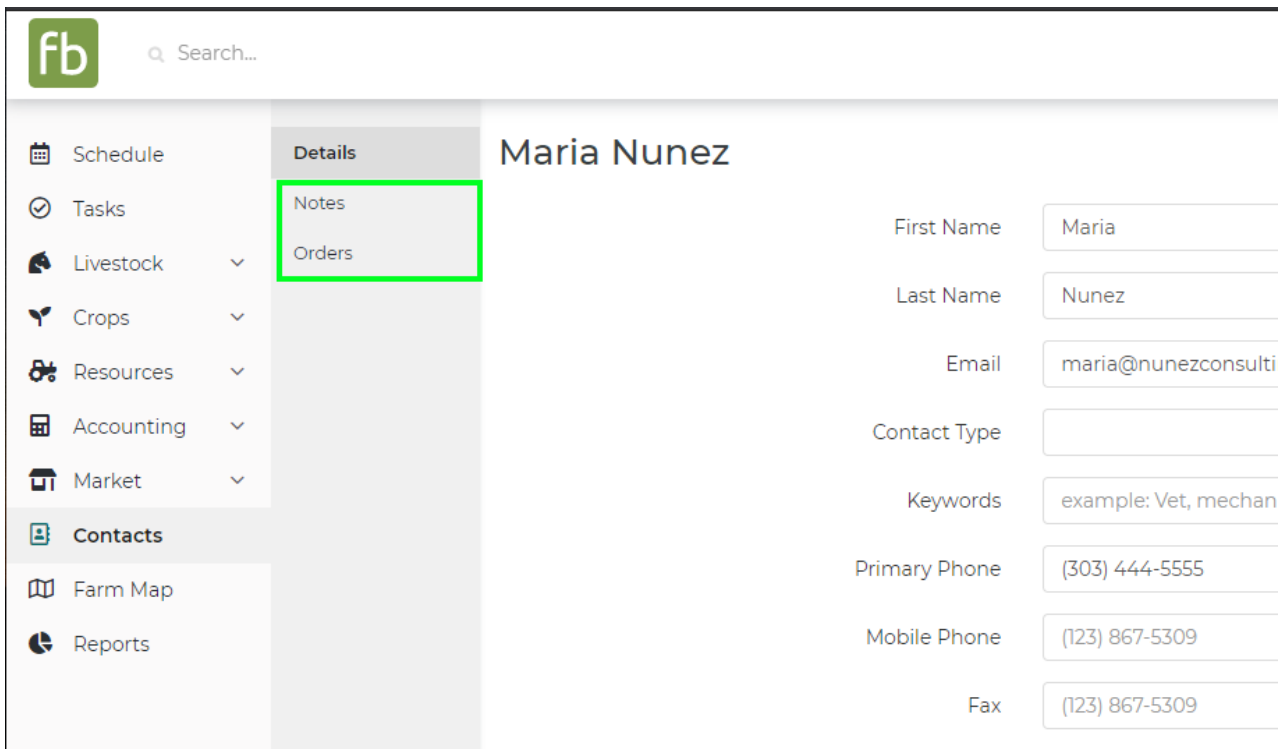 fb
Search...
Schedule
Tasks
Livestock
Crops
Resources
Accounting
Market
Contacts
Farm Map
Reports
Details
Notes
Orders
Maria Nunez
First Name
Maria
Last Name
Nunez
Email
maria@nunezconsulti
Contact Type
Keywords
example: Vet, mechan
Primary Phone
(303) 444-5555
Mobile Phone
(123) 867-5309
Fax
(123) 867-5309